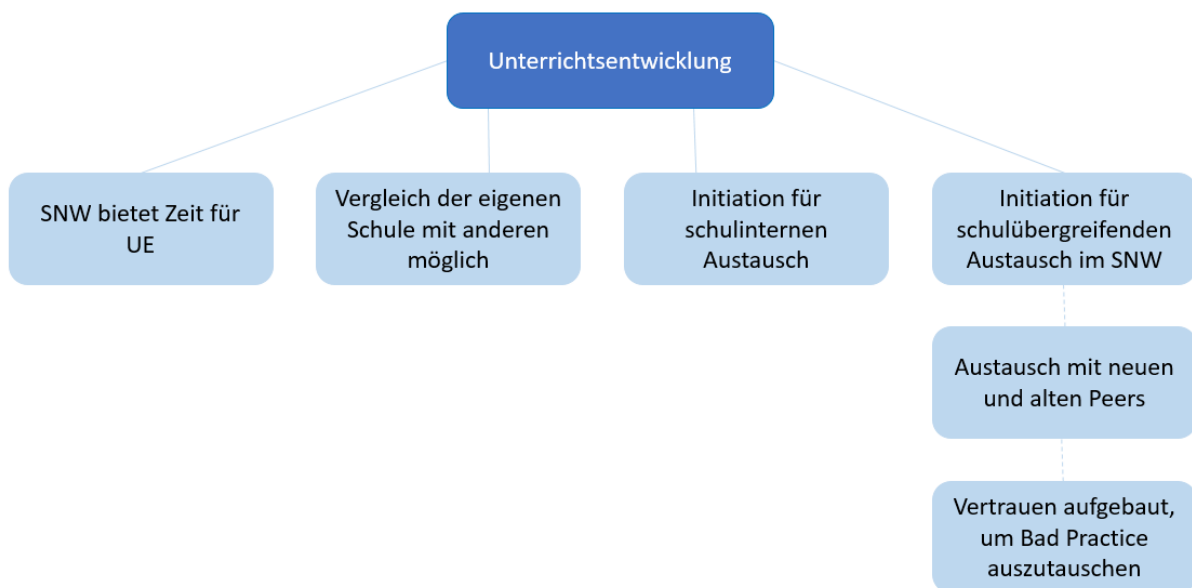 Unterrichtsentwicklung
SNW bietet Zeit für
UE
Vergleich der eigenen
Schule mit anderen
möglich
Initiation für
schulinternen
Austausch
Initiation für
schulübergreifenden
Austausch im SNW
Austausch mit neuen
und alten Peers
Vertrauen aufgebaut,
um Bad Practice
auszutauschen